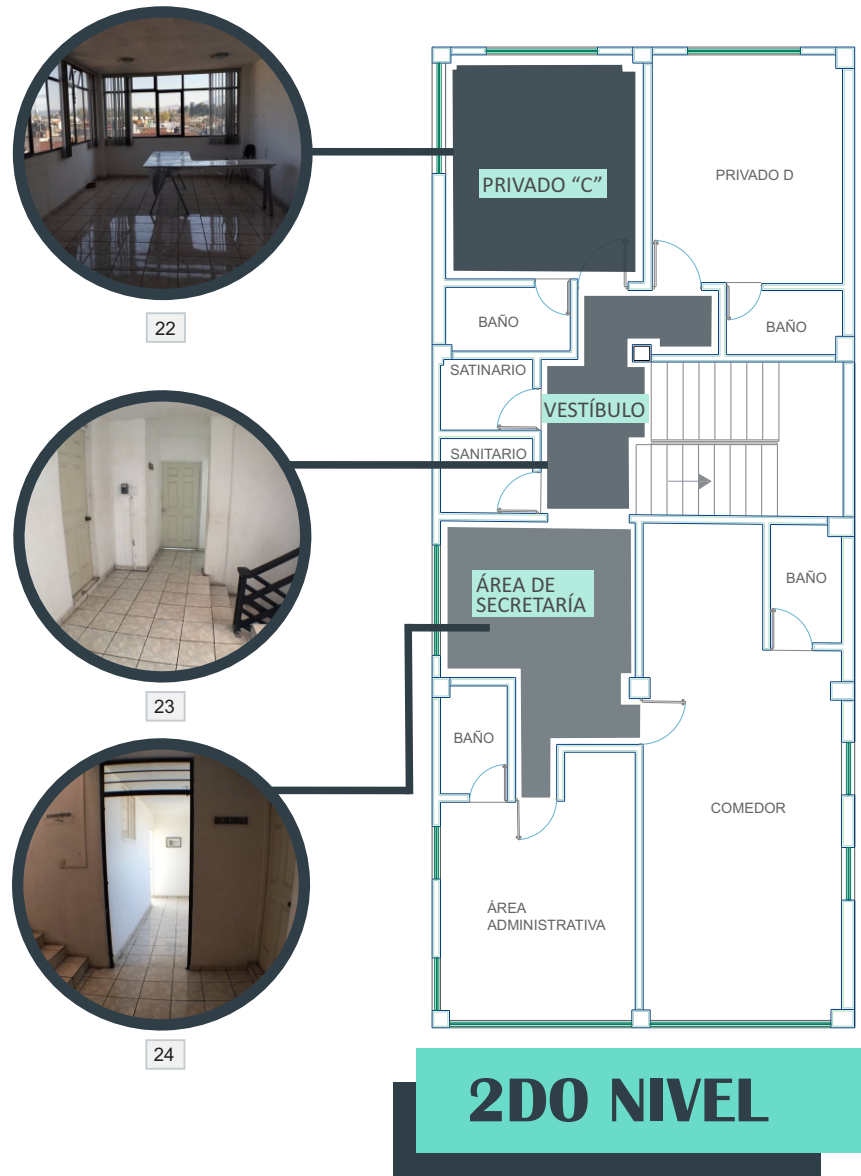 PRIVADO “C”
PRIVADO D
22
BAÑO
BAÑO
SATINARIO
VESTÍBULO
SANITARIO
ÁREA DE
SECRETARÍA
BAÑO
23
BAÑO
COMEDOR
ÁREA
ADMINISTRATIVA
24
2DO NIVEL